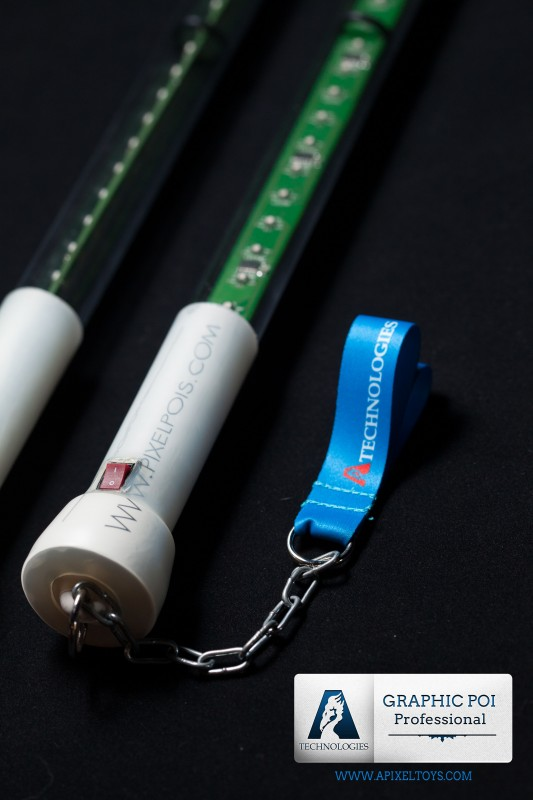 WWW.PIXELPOIS.COM
A TECHNOLOGIES
A
TECHNOLOGIES
GRAPHIC POI
Professional
WWW.APIXELTOYS.COM